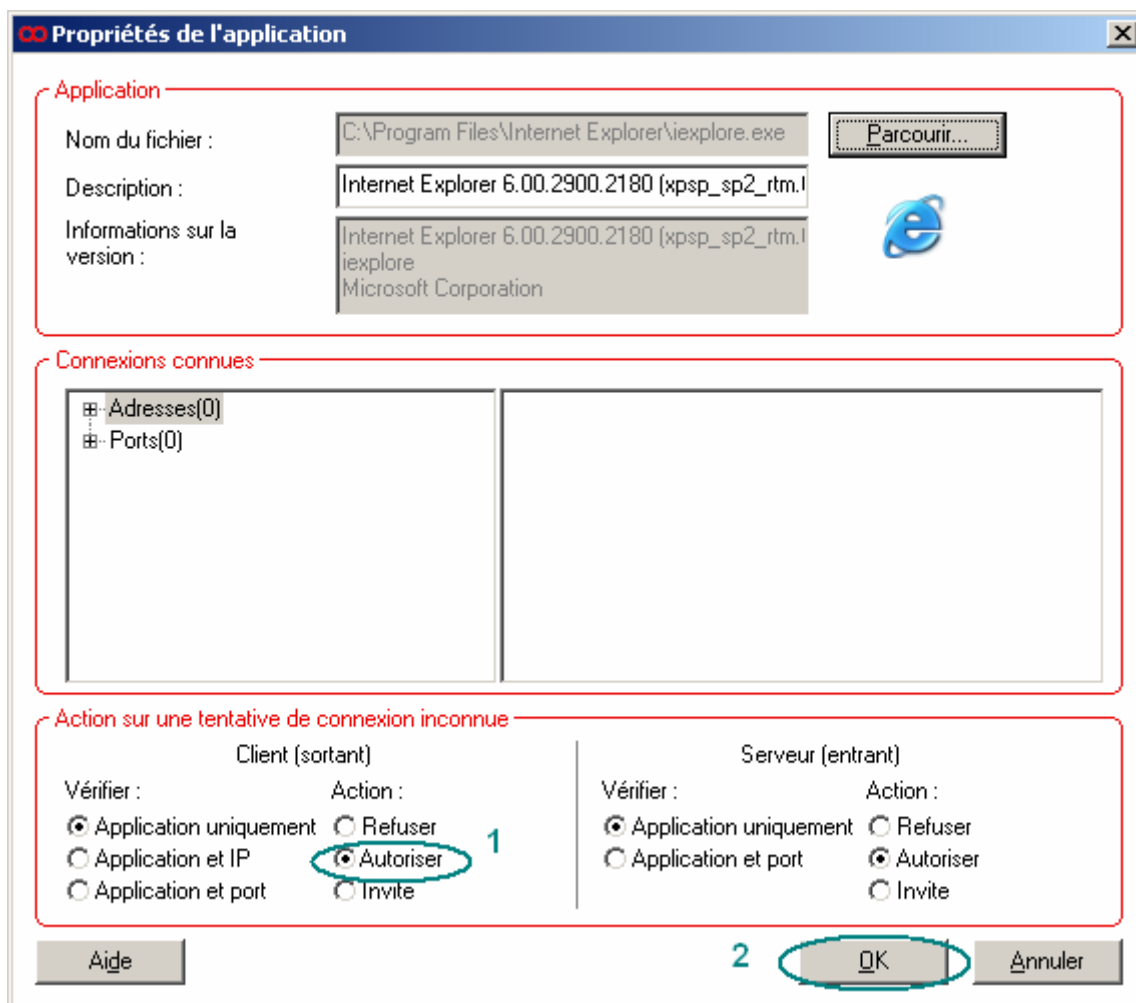 Propriétés de l'application
Application
Nom du fichier :
C:\Program Files\Internet Explorer\iexplore.exe
Parcourir...
Description :
Internet Explorer 6.00.2900.2180 (xpsp_sp2_rtm.
Informations sur la
version :
Internet Explorer 6.00.2900.2180 (xpsp_sp2_rtm.
iexplore
Microsoft Corporation
Connexions connues
Adresses(0)
Ports(0)
Action sur une tentative de connexion inconnue
Client (sortant)
Vérifier :
Action :
Application uniquement
Refuser
1
Application et IP
Autoriser
Application et port
Invite
Serveur (entrant)
Vérifier :
Action :
Application uniquement
Refuser
Application et port
Autoriser
Invite
Aide
2
OK
Annuler